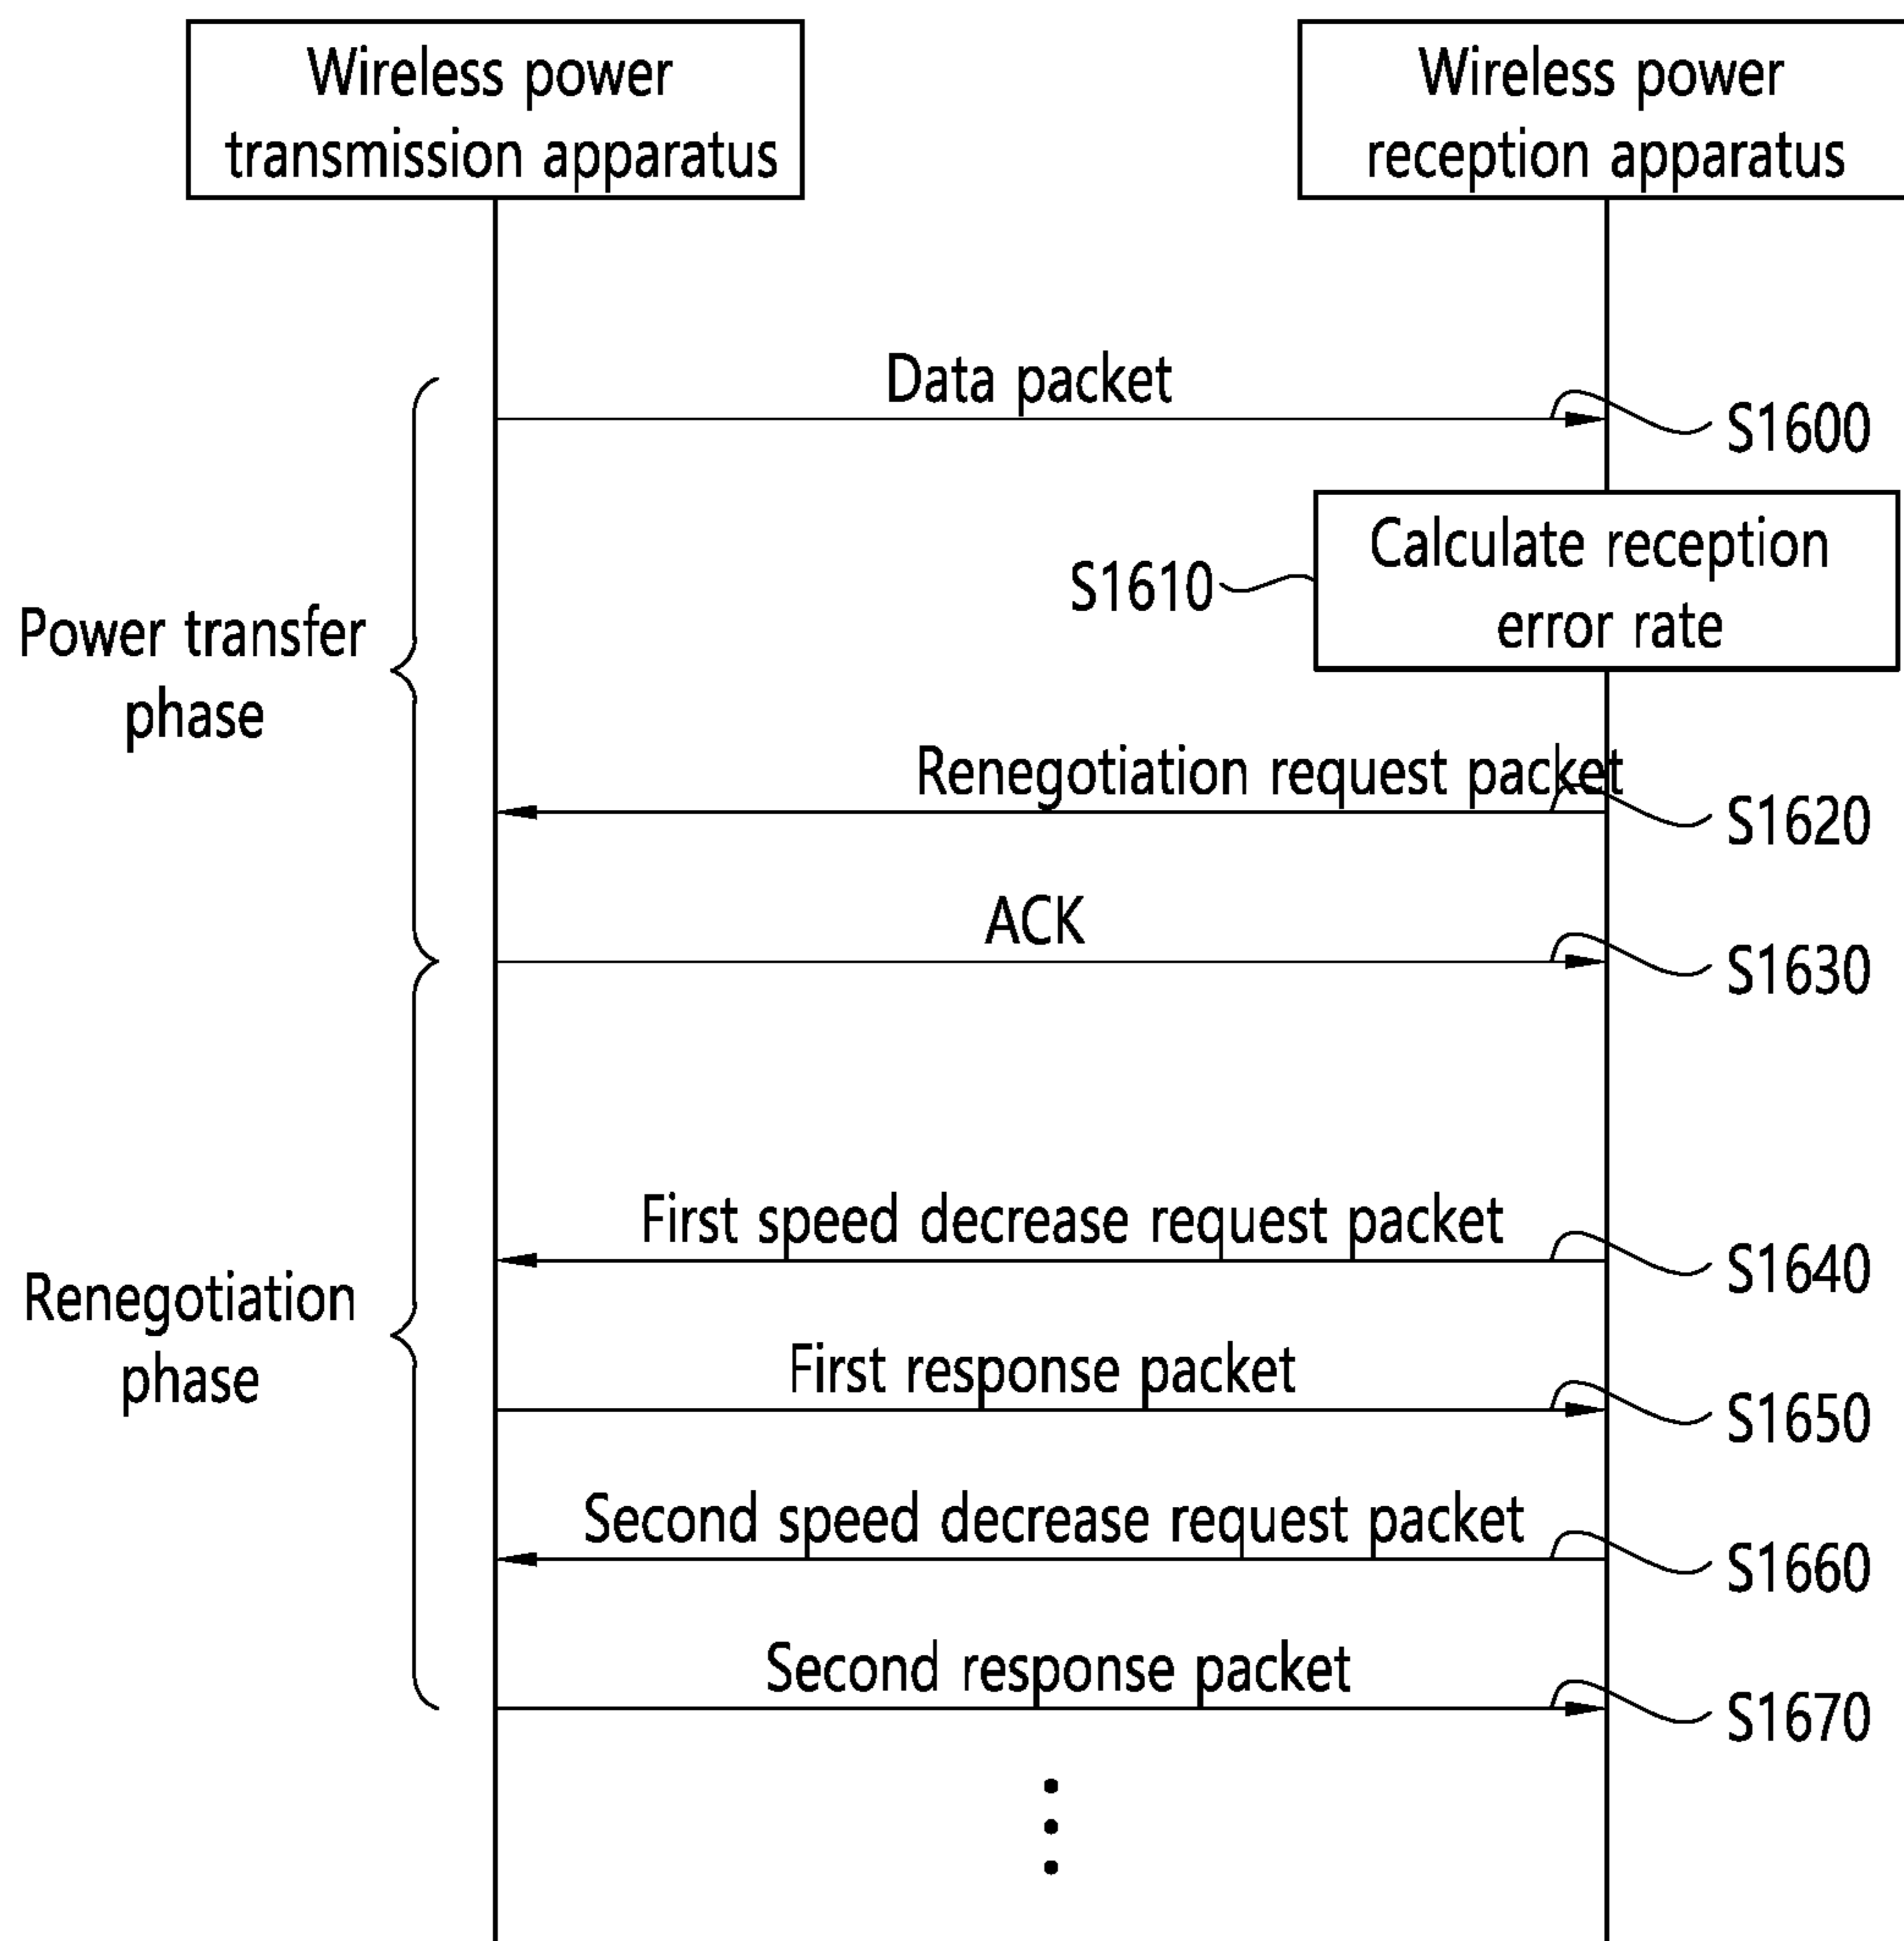 Wireless power
transmission apparatus
Wireless power
reception apparatus
Data packet
S1600
Calculate reception
error rate
S1610
Power transfer
phase
Renegotiation request packet
S1620
ACK
S1630
First speed decrease request packet
S1640
Renegotiation
phase
First response packet
S1650
Second speed decrease request packet
S1660
Second response packet
S1670